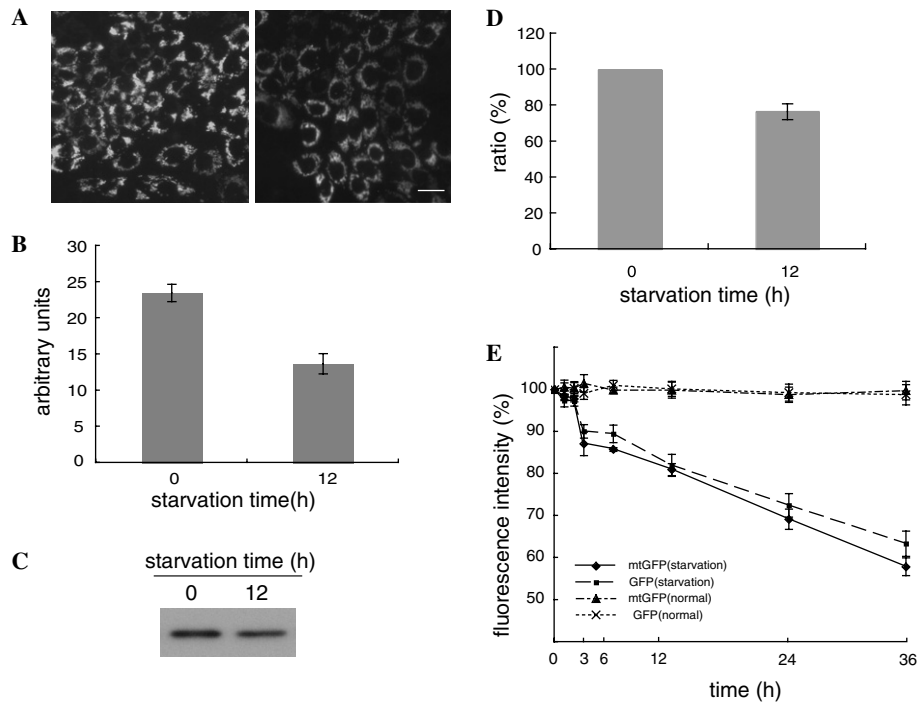 A
B
30
25
20
15
10
5
0
arbitrary units
0
12
starvation time(h)
C
starvation time (h)
0 12
D
120
100
80
60
40
20
0
ratio (%)
0
12
starvation time (h)
E
100
90
80
70
60
50
fluorescence intensity (%)
mtGFP(starvation)
GFP(starvation)
mtGFP(normal)
GFP(normal)
0 3 6 12 24 36
time (h)